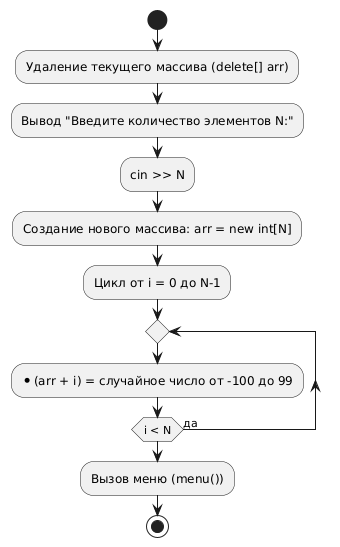 Удаление текущего массива (delete[] arr)
Вывод "Введите количество элементов N:"
cin >> N
Создание нового массива: arr = new int[N]
Цикл от i = 0 до N-1
• (arr + i) = случайное число от -100 до 99
i < N
да
Вызов меню (menu())